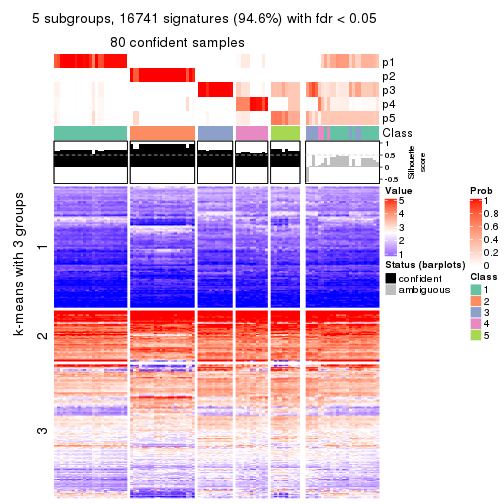 5 subgroups, 16741 signatures (94.6%) with fdr < 0.05
80 confident samples
p1
p2
p3
p4
p5
Class
1
0.5
0
-0.5
Silhouette
score
k-means with 3 groups
1
2
3
Value
5
4
3
2
1
Status (barplots)
confident
ambiguous
Prob
1
0.8
0.6
0.4
0.2
0
Class
1
2
3
4
5